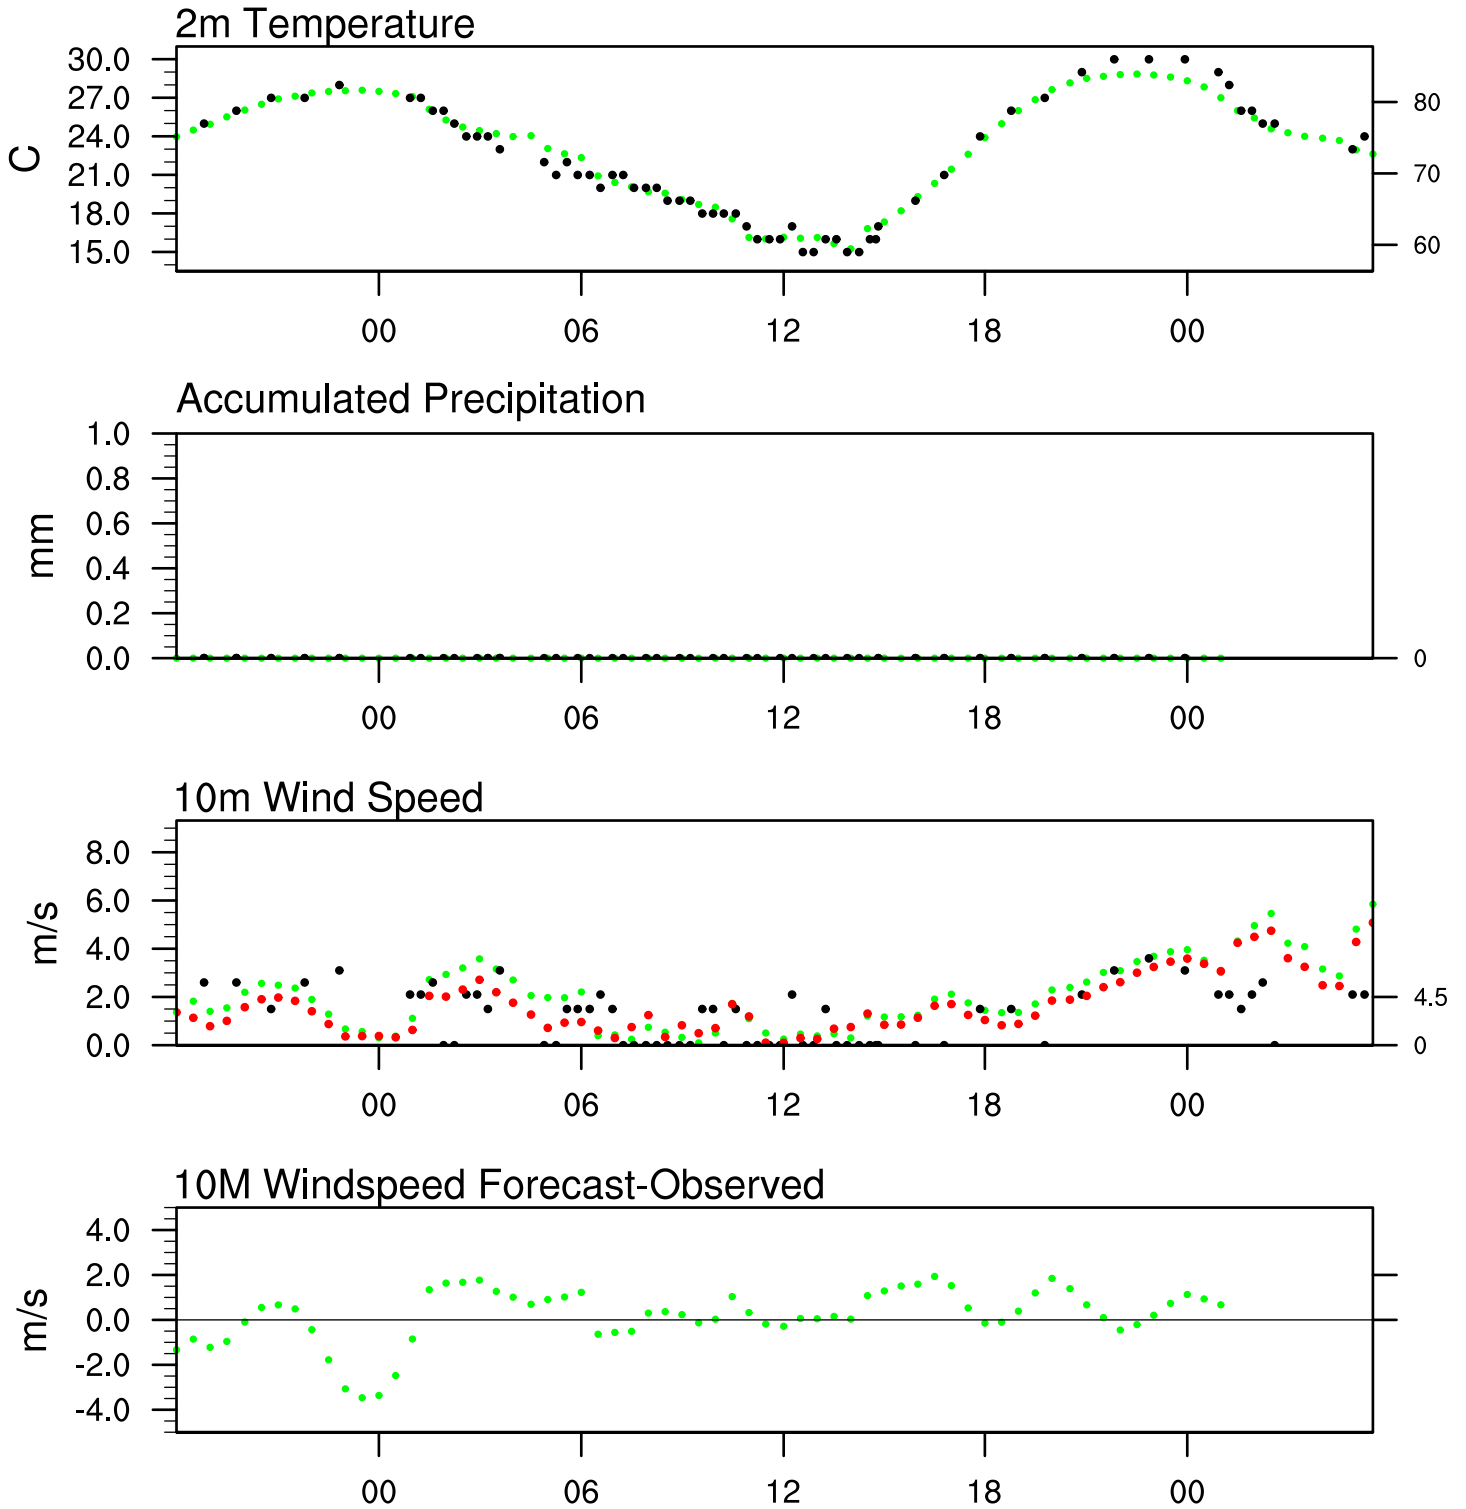 2m Temperature
30.0
27.0
24.0
21.0
18.0
15.0
C
80
70
60
00 06 12 18 00
Accumulated Precipitation
1.0
0.8
0.6
0.4
0.2
0.0
mm
0
00 06 12 18 00
10m Wind Speed
8.0
6.0
4.0
2.0
0.0
m/s
4.5
0
00 06 12 18 00
10M Windspeed Forecast-Observed
4.0
2.0
0.0
-2.0
-4.0
m/s
00 06 12 18 00